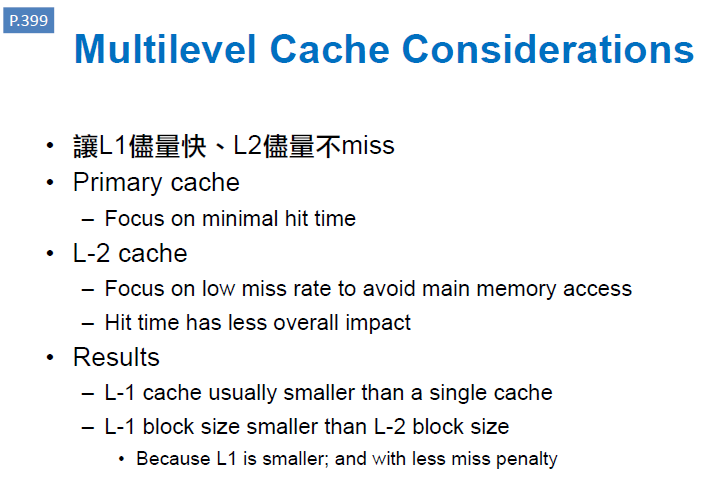 P.399
Multilevel Cache Considerations
• 讓L1儘量快、L2儘量不miss
• Primary cache
– Focus on minimal hit time
• L-2 cache
– Focus on low miss rate to avoid main memory access
– Hit time has less overall impact
• Results
– L-1 cache usually smaller than a single cache
– L-1 block size smaller than L-2 block size
• Because L1 is smaller; and with less miss penalty